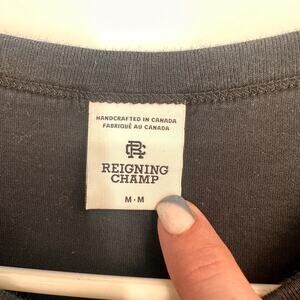 HANDCRAFTED IN CANADA
FABRIQUÉ AU CANADA
RC
REIGNING
CHAMP
M · M